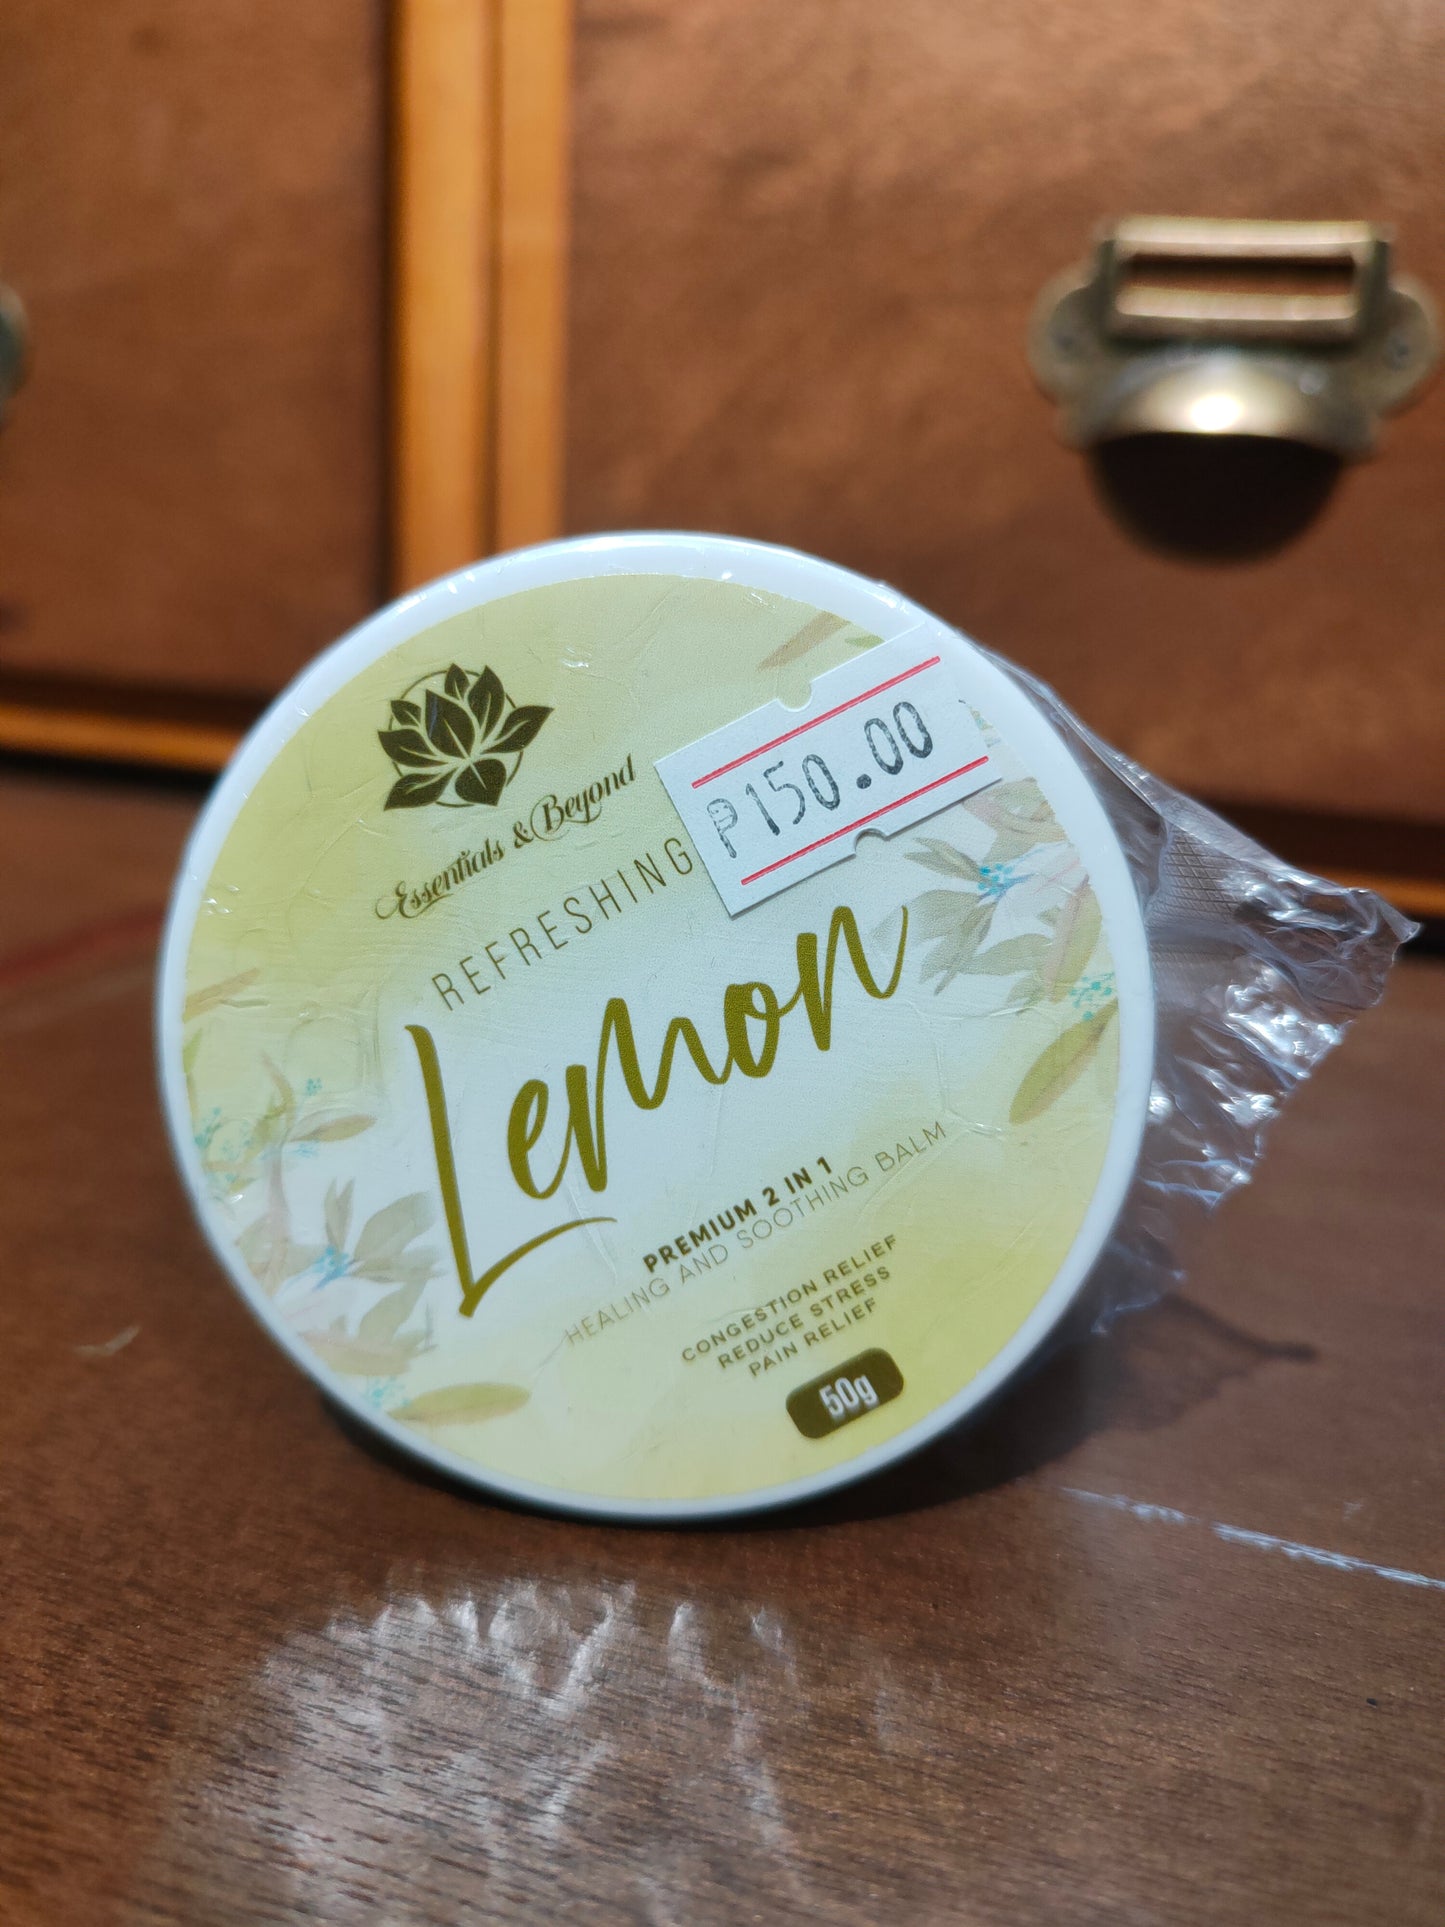 Essentials & Beyond
₱150.00
REFRESHING
Lemon
PREMIUM 2 IN 1
HEALING AND SOOTHING BALM
CONGESTION RELIEF
REDUCE STRESS
PAIN RELIEF
50g